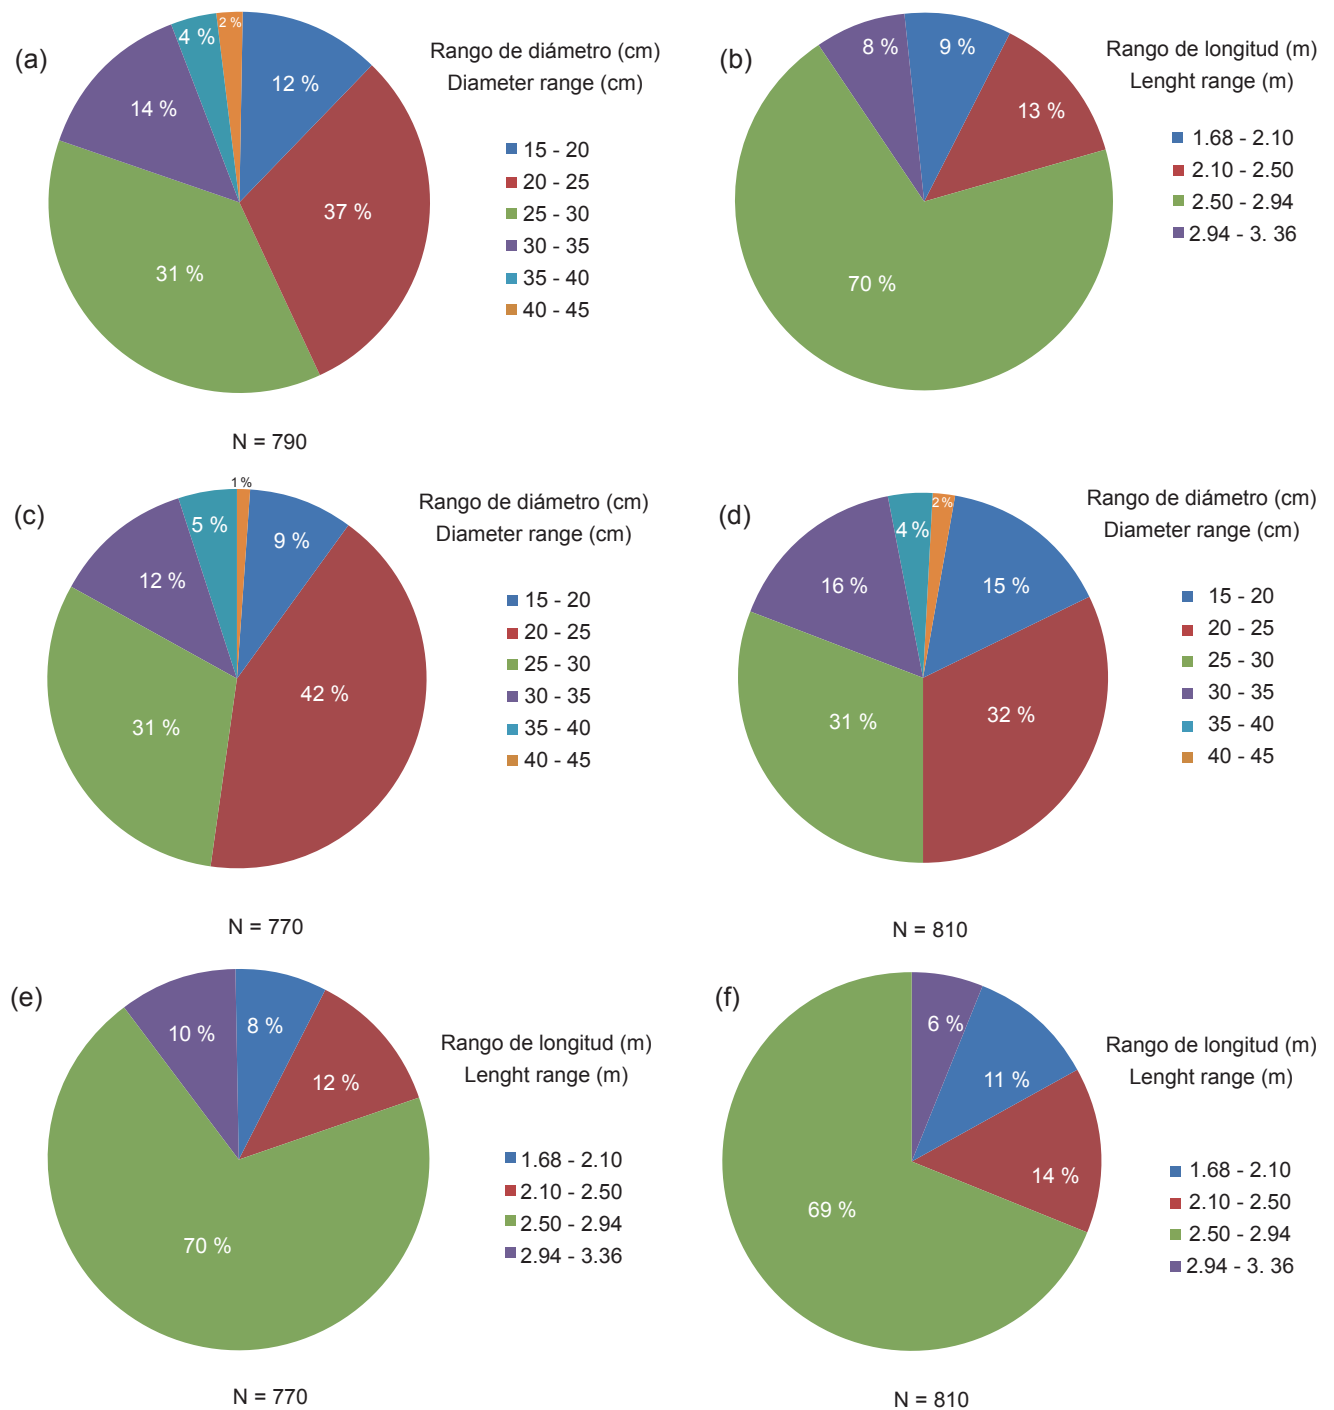 (a)
2 %
4 %
12 %
14 %
37 %
31 %
Rango de diámetro (cm)
Diameter range (cm)
15 - 20
20 - 25
25 - 30
30 - 35
35 - 40
40 - 45
N = 790
(b)
8 %
9 %
13 %
70 %
Rango de longitud (m)
Lenght range (m)
1.68 - 2.10
2.10 - 2.50
2.50 - 2.94
2.94 - 3. 36
(c)
1 %
5 %
9 %
12 %
42 %
31 %
Rango de diámetro (cm)
Diameter range (cm)
15 - 20
20 - 25
25 - 30
30 - 35
35 - 40
40 - 45
N = 770
(d)
2 %
4 %
15 %
16 %
32 %
31 %
Rango de diámetro (cm)
Diameter range (cm)
15 - 20
20 - 25
25 - 30
30 - 35
35 - 40
40 - 45
N = 810
(e)
10 %
8 %
12 %
70 %
Rango de longitud (m)
Lenght range (m)
1.68 - 2.10
2.10 - 2.50
2.50 - 2.94
2.94 - 3.36
N = 770
(f)
6 %
11 %
14 %
69 %
Rango de longitud (m)
Lenght range (m)
1.68 - 2.10
2.10 - 2.50
2.50 - 2.94
2.94 - 3. 36
N = 810